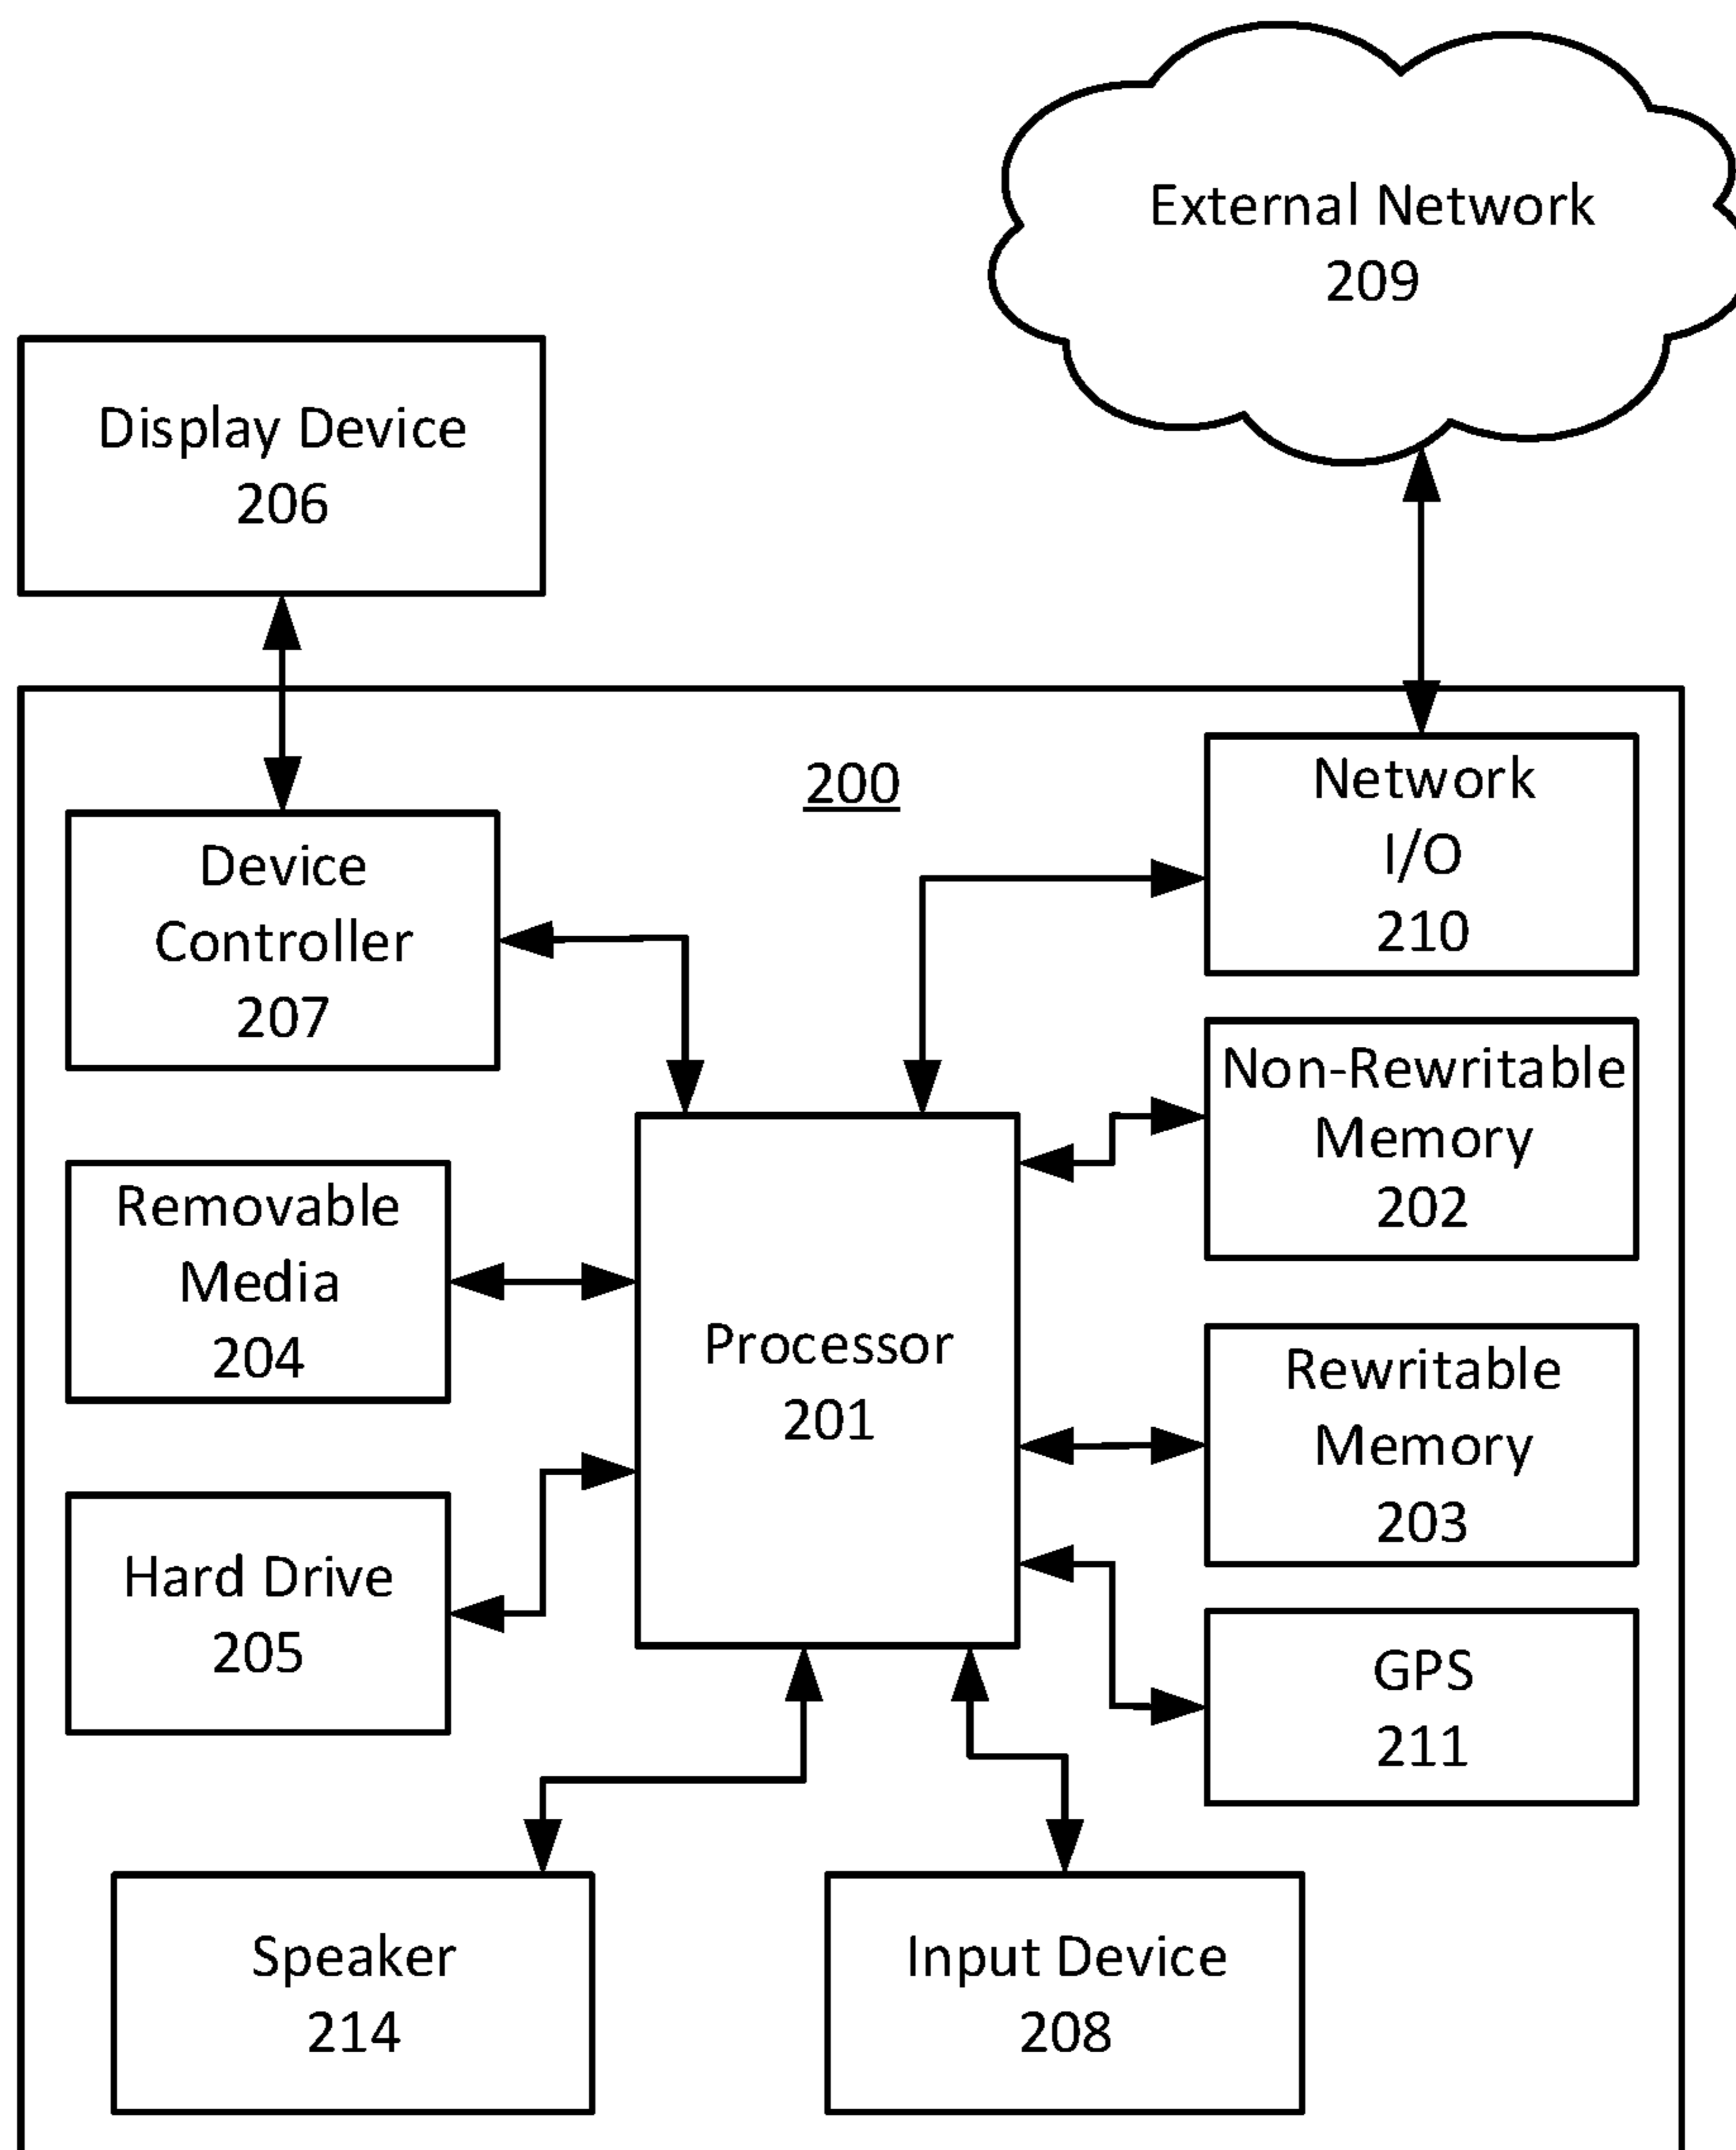 External Network
209
Display Device
206
200
Network
I/O
210
Device
Controller
207
Non-Rewritable
Memory
202
Removable
Media
204
Processor
201
Rewritable
Memory
203
Hard Drive
205
GPS
211
Speaker
214
Input Device
208